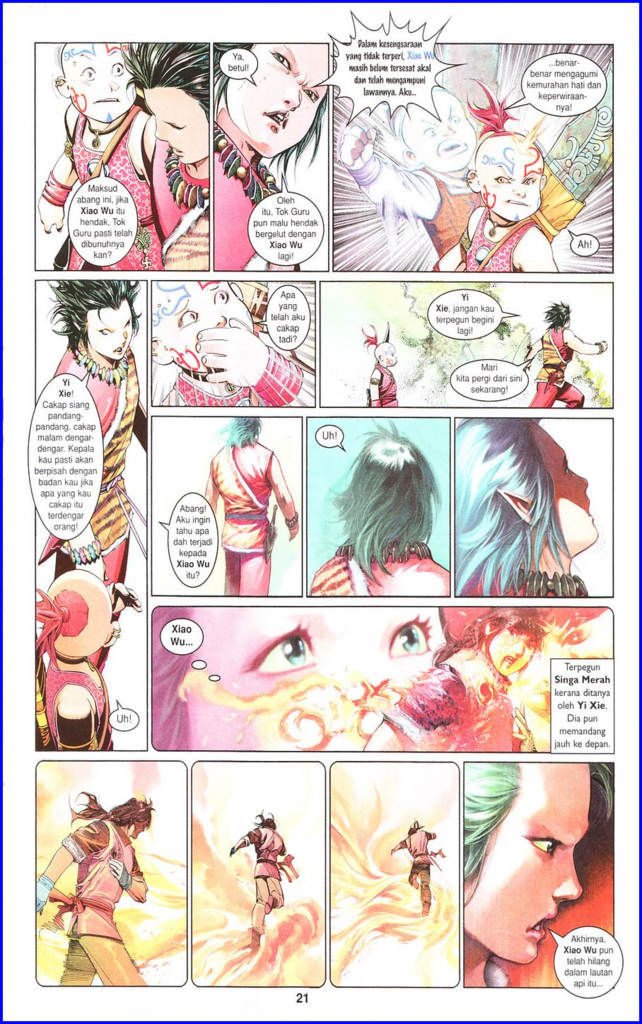 Maksud
abang ini, jika
Xiao Wu itu
hendak, Tok
Guru pasti telah
dibunuhnya
kan?
Ya,
betul!
Oleh
itu, Tok Guru
pun malu hendak
bergelut dengan
Xiao Wu
lagi!
Dalam kesengsaraan
yang tidak terperi, Xiao Wu
masih belum tersesat akal
dan telah mengampuni
lawannya. Aku...
...benar-
benar mengagumi
kemurahan hati dan
keperwiraan-
nya!
Ah!
Yi
Xie!
Cakap siang
pandang-
pandang, cakap
malam dengar-
dengar. Kepala
kau pasti akan
berpisah dengan
badan kau jika
apa yang kau
cakap itu
terdengar
orang!
Uh!
Apa
yang
telah aku
cakap
tadi?
Yi
Xie, jangan kau
terpegun begini
lagi!
Mari
kita pergi dari sini
sekarang!
Abang!
Aku ingin
tahu apa
dah terjadi
kepada
Xiao Wu
itu?
Uh!
Xiao
Wu...
Terpegun
Singa Merah
kerana ditanya
oleh Yi Xie.
Dia pun
memandang
jauh ke depan.
Akhirnya,
Xiao Wu pun
telah hilang
dalam lautan
api itu...
21